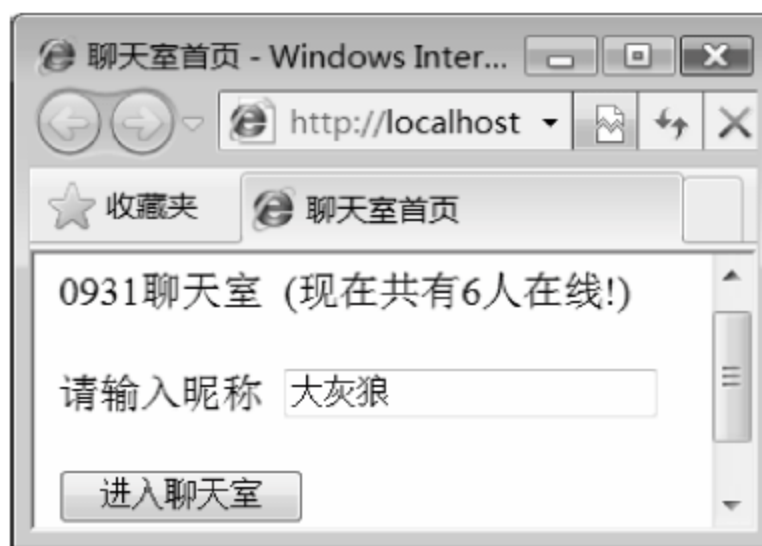 聊天室首页 - Windows Inter...
http://localhost
收藏夹
聊天室首页
0931聊天室 (现在共有6人在线!)
请输入昵称 大灰狼
进入聊天室